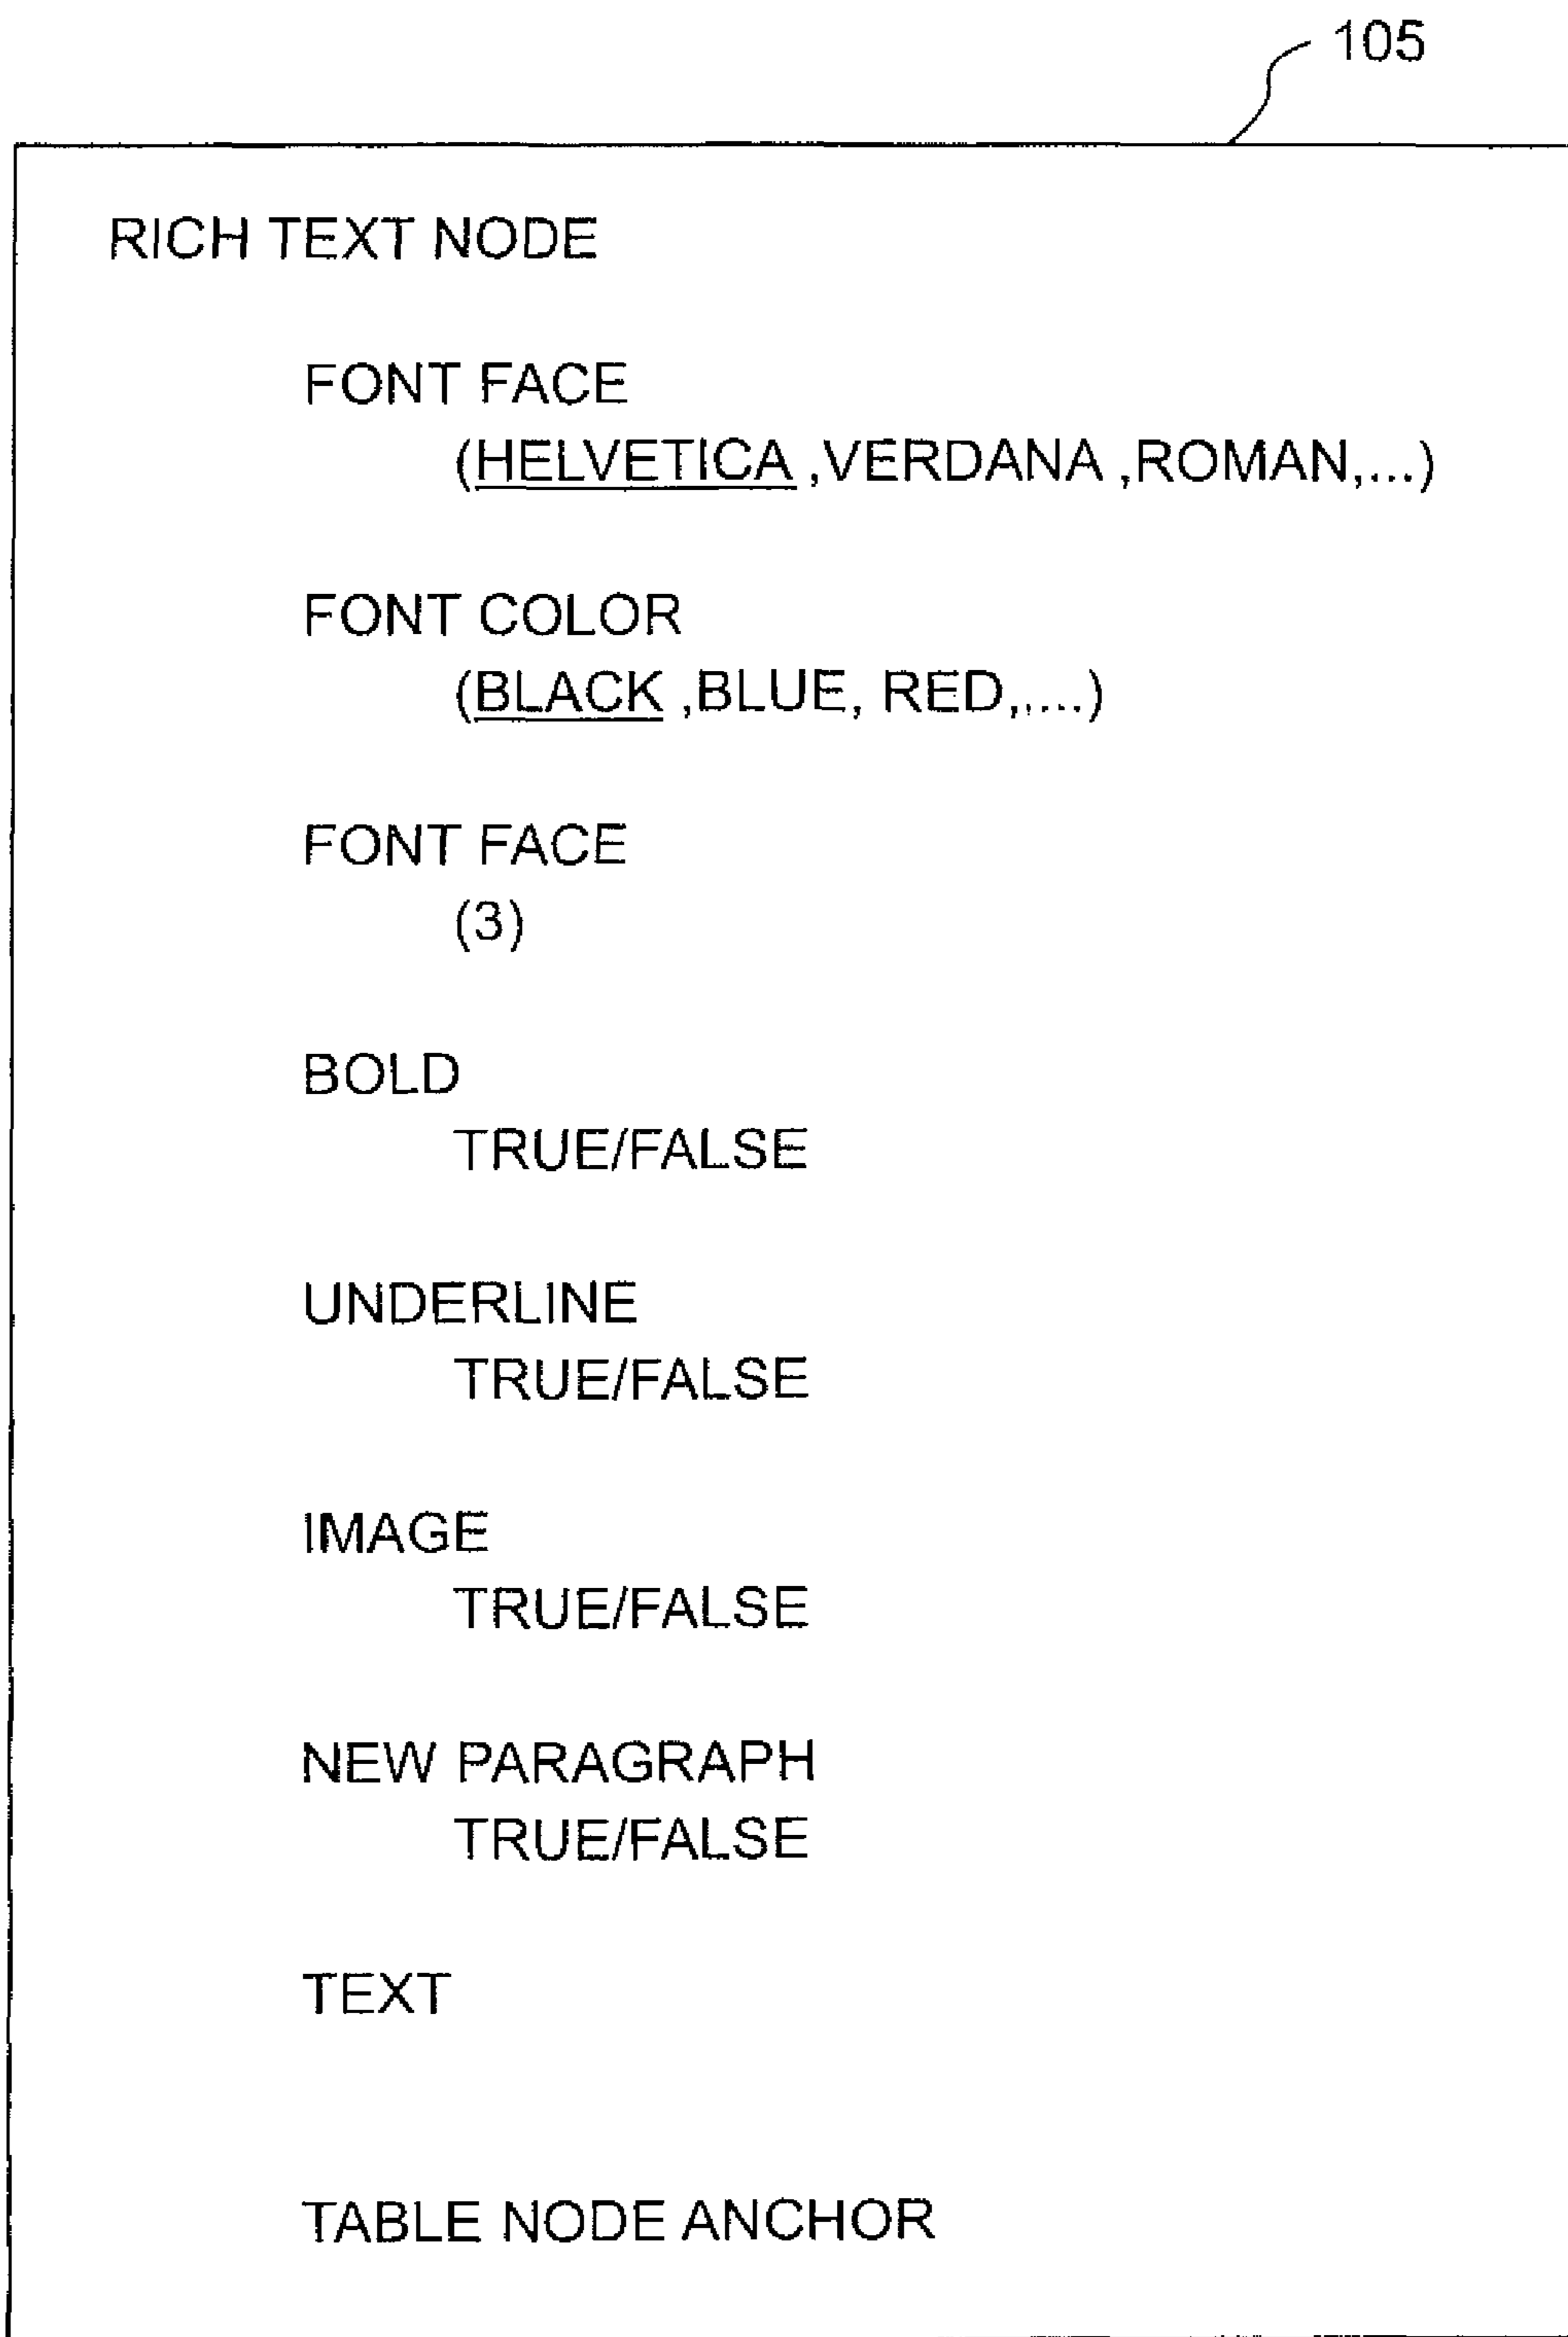 105
RICH TEXT NODE
FONT FACE
(HELVETICA ,VERDANA ,ROMAN,...)
FONT COLOR
(BLACK ,BLUE, RED,,...)
FONT FACE
(3)
BOLD
TRUE/FALSE
UNDERLINE
TRUE/FALSE
IMAGE
TRUE/FALSE
NEW PARAGRAPH
TRUE/FALSE
TEXT
TABLE NODE ANCHOR